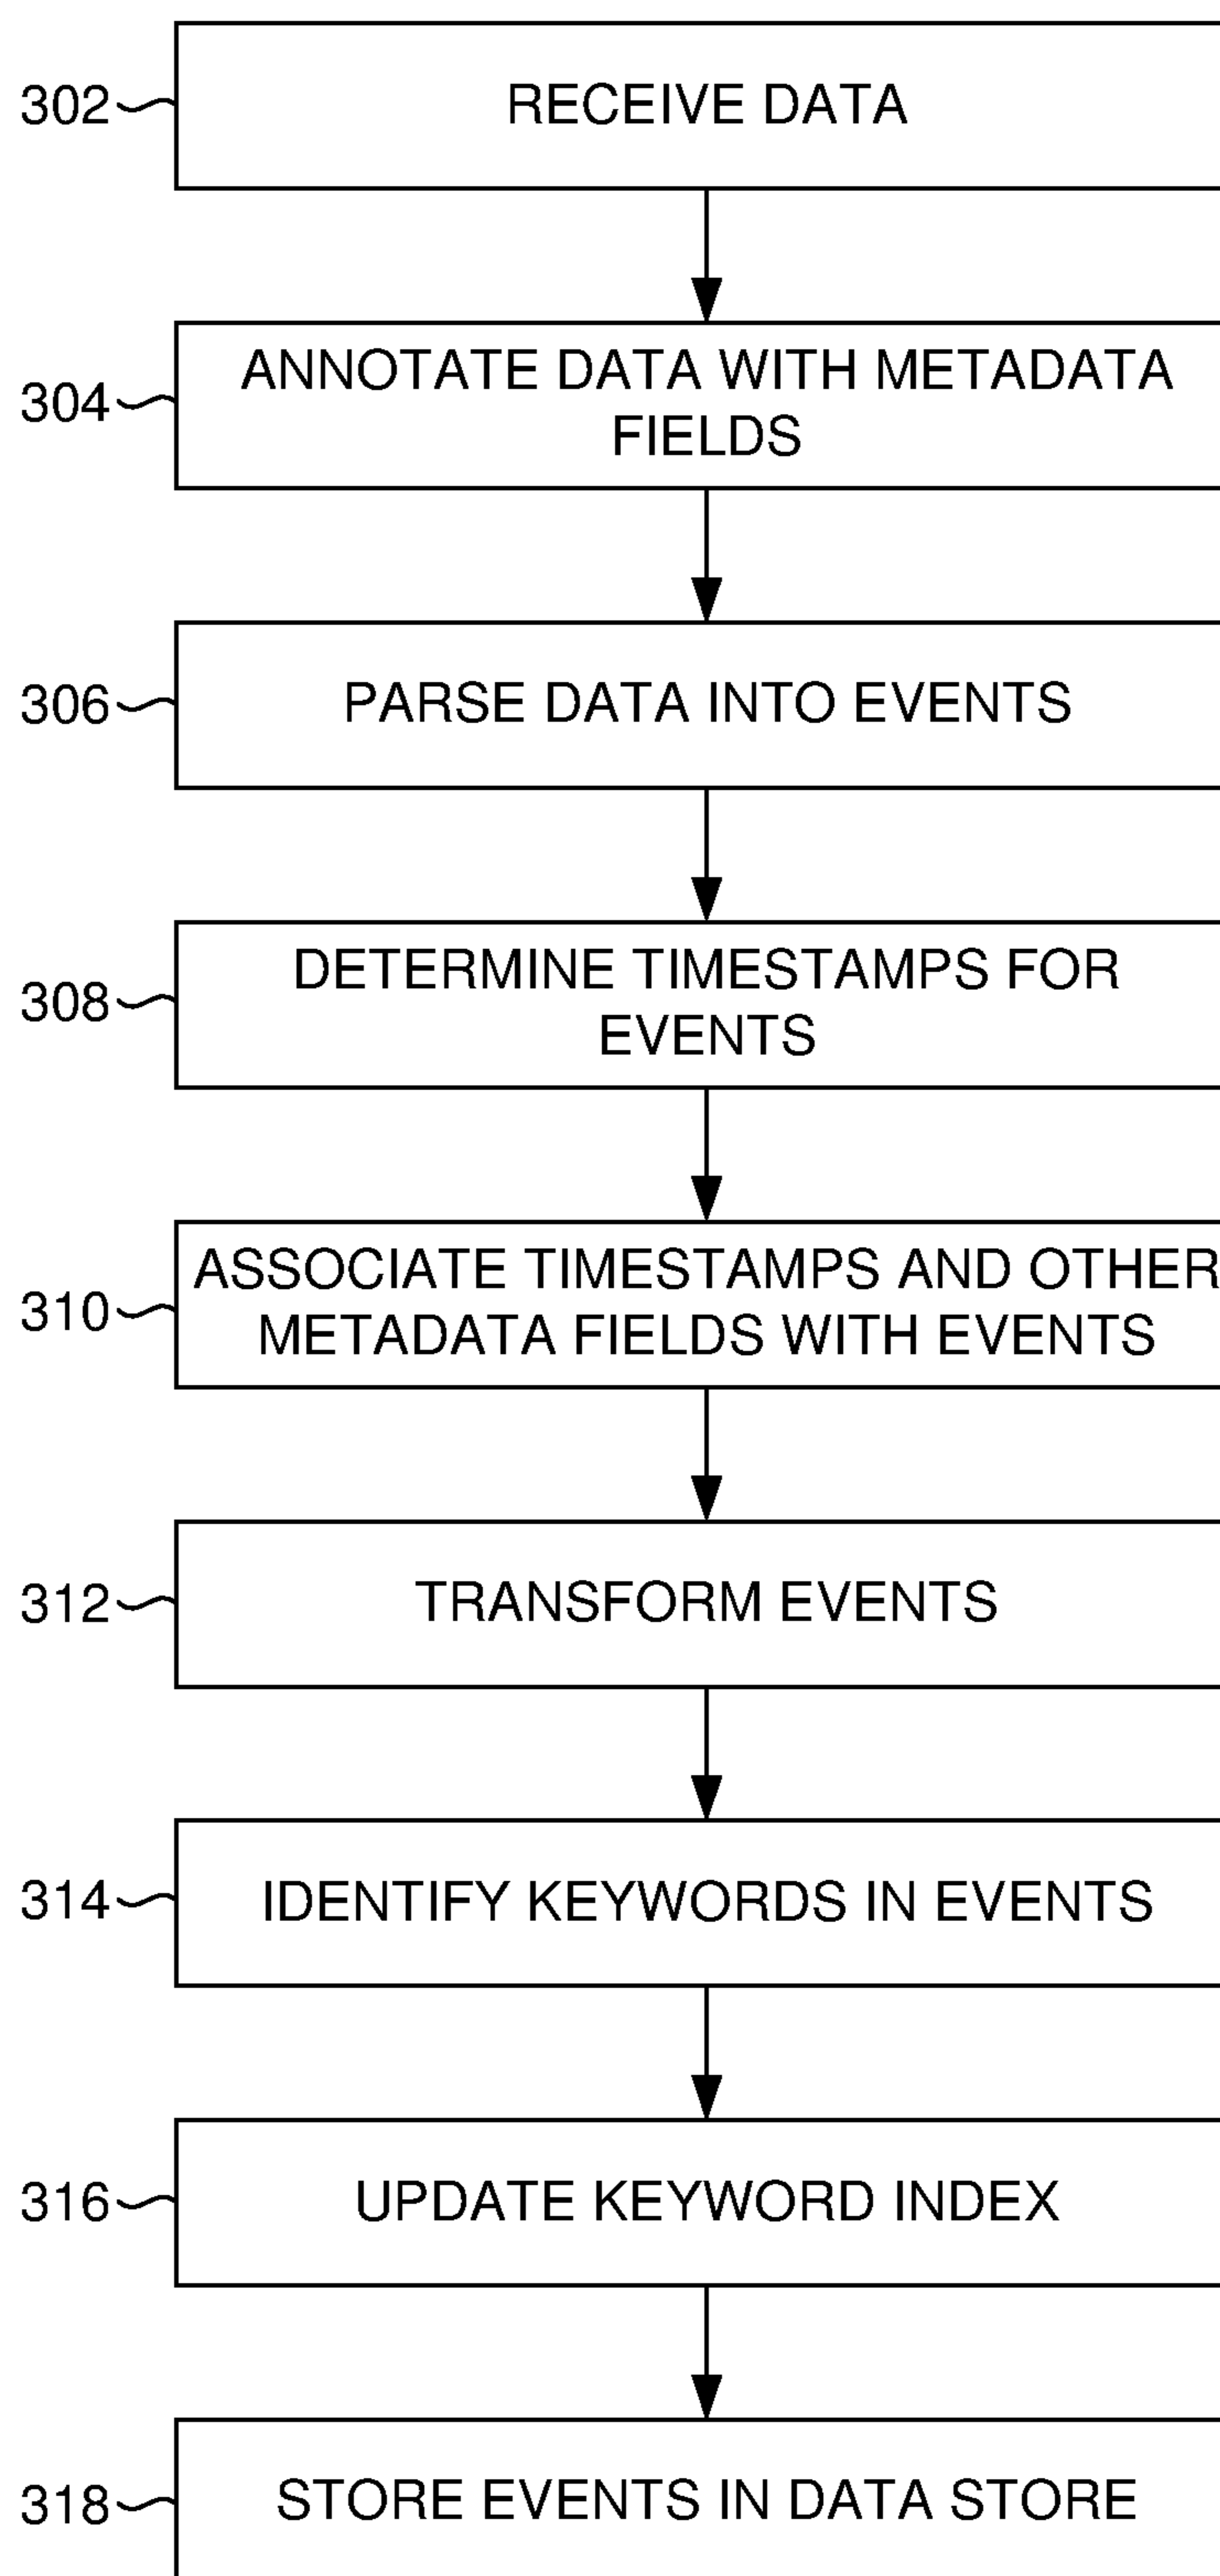 302
RECEIVE DATA
304
ANNOTATE DATA WITH METADATA
FIELDS
306
PARSE DATA INTO EVENTS
308
DETERMINE TIMESTAMPS FOR
EVENTS
310
ASSOCIATE TIMESTAMPS AND OTHER
METADATA FIELDS WITH EVENTS
312
TRANSFORM EVENTS
314
IDENTIFY KEYWORDS IN EVENTS
316
UPDATE KEYWORD INDEX
318
STORE EVENTS IN DATA STORE